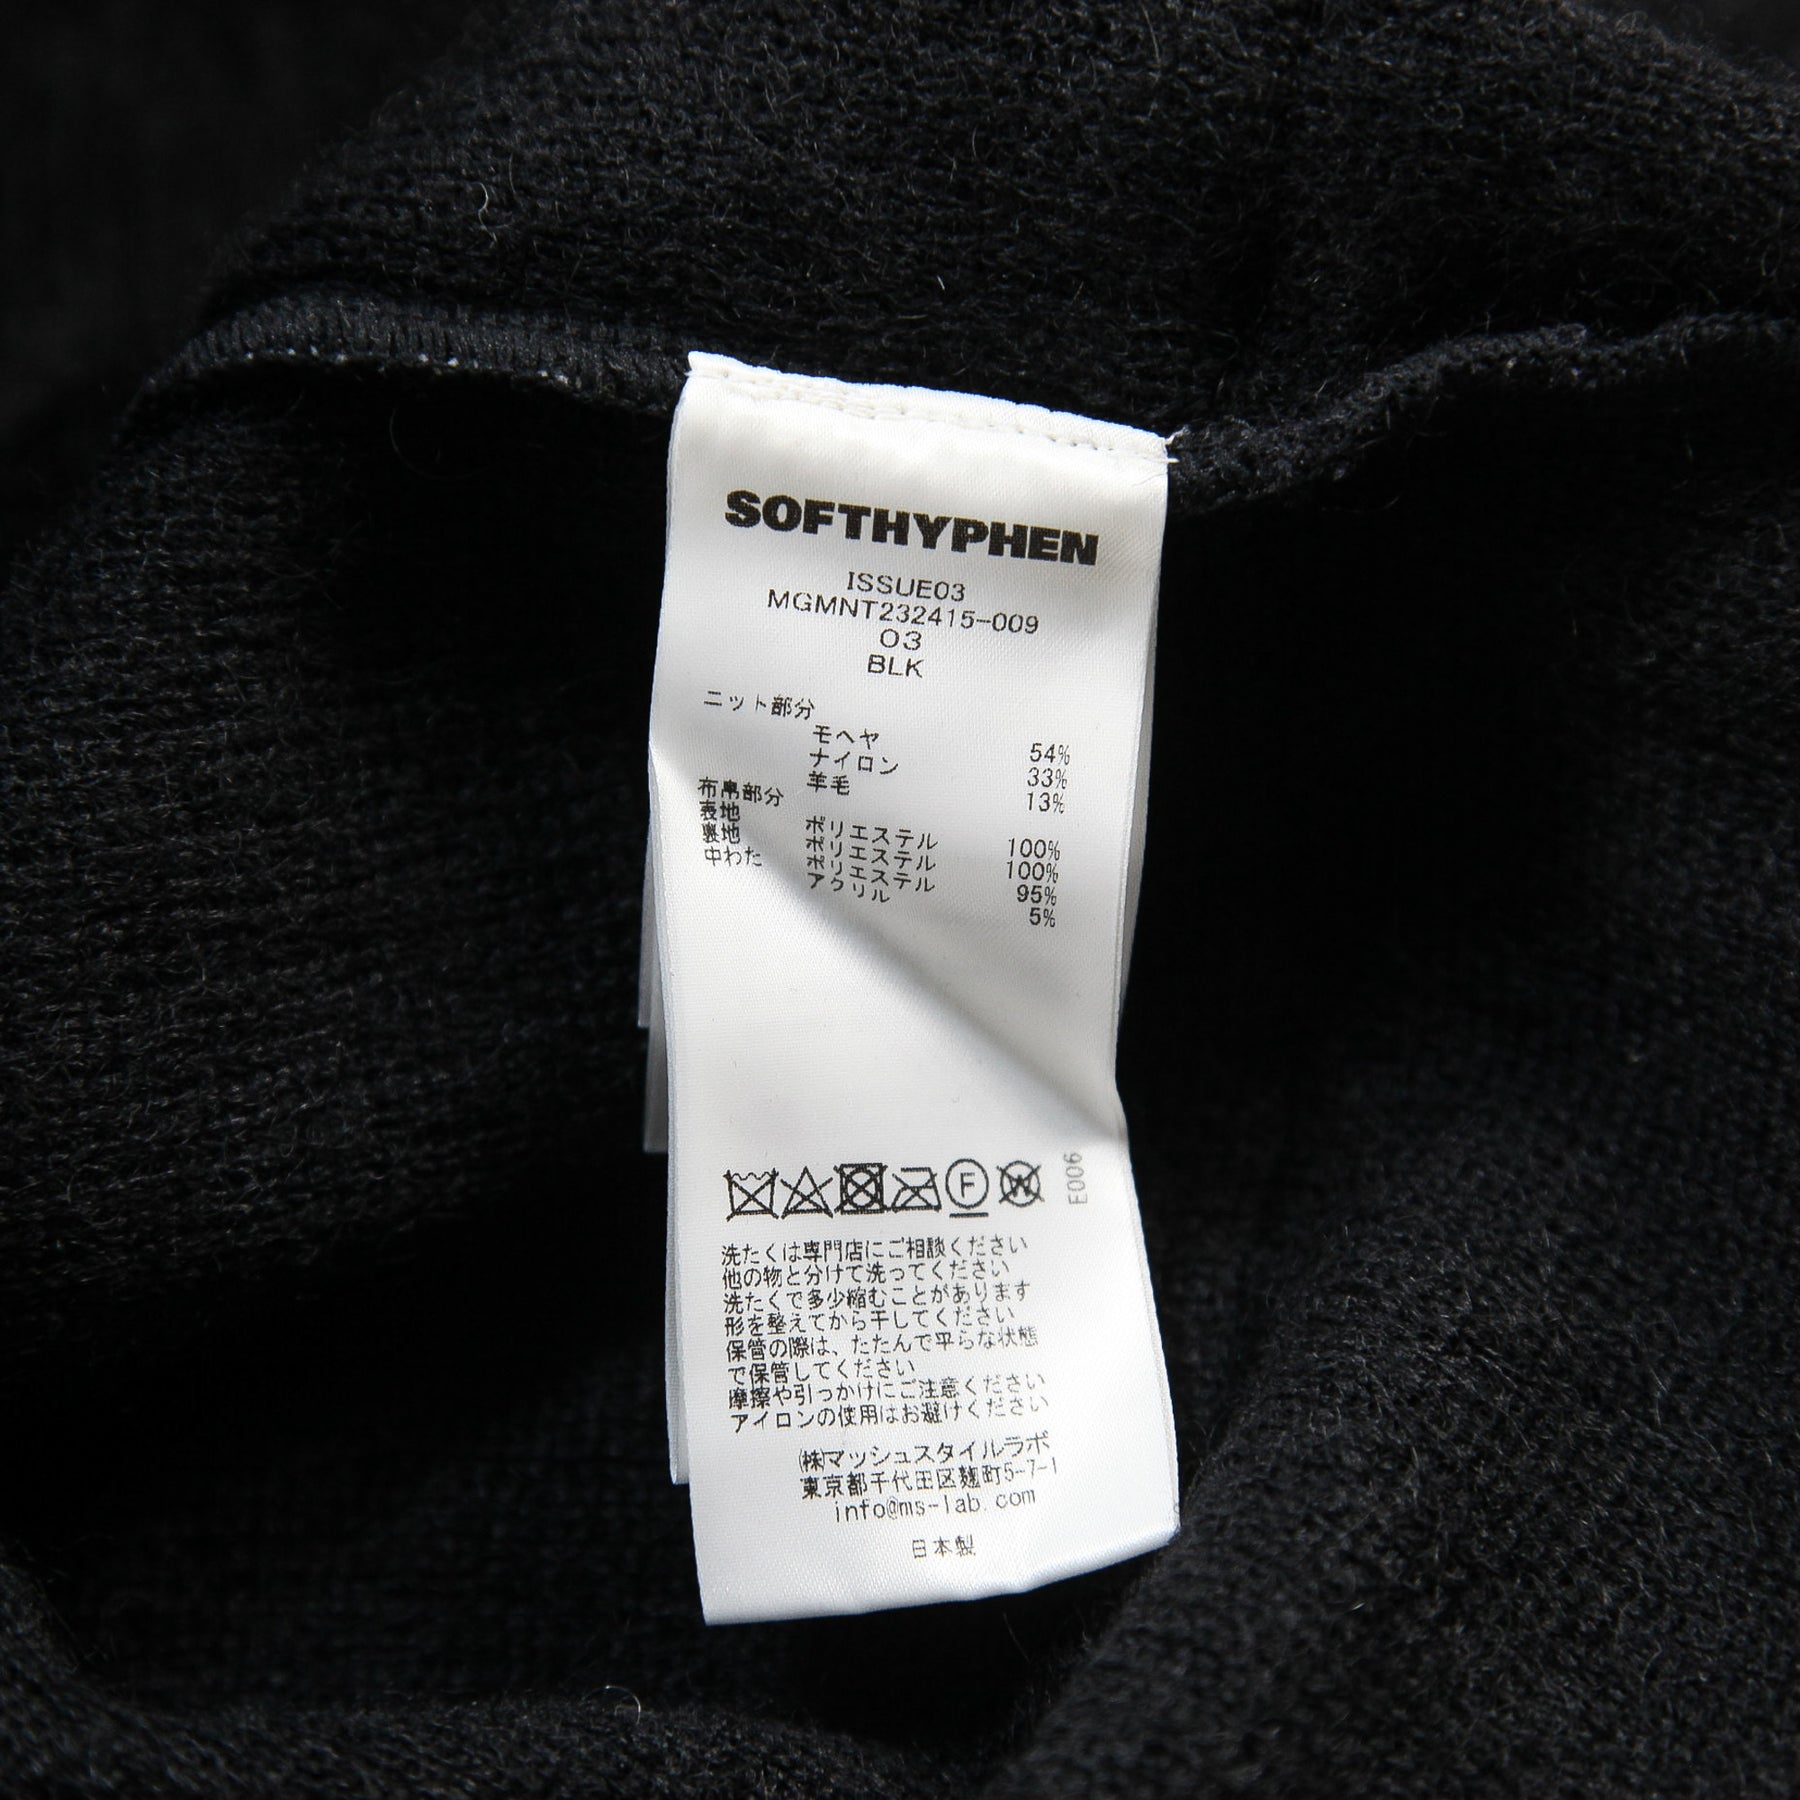 SOFTHYPHEN
ISSUE03
MGMNT232415-009
03
BLK
ニット部分
モヘヤ 54%
ナイロン 33%
羊毛 13%
布帛部分
表地 ポリエステル 100%
裏地 ポリエステル 100%
中わた ポリエステル 95%
アクリル 5%
F
W
E006
洗たくは専門店にご相談ください
他の物と分けて洗ってください
洗たくで多少縮むことがあります
形を整えてから干してください
保管の際は、たたんで平らな状態
で保管してください
摩擦や引っかけにご注意ください
アイロンの使用はお避けください
㈱マッシュスタイルラボ
東京都千代田区麹町5-7-1
info@ms-lab.com
日本製